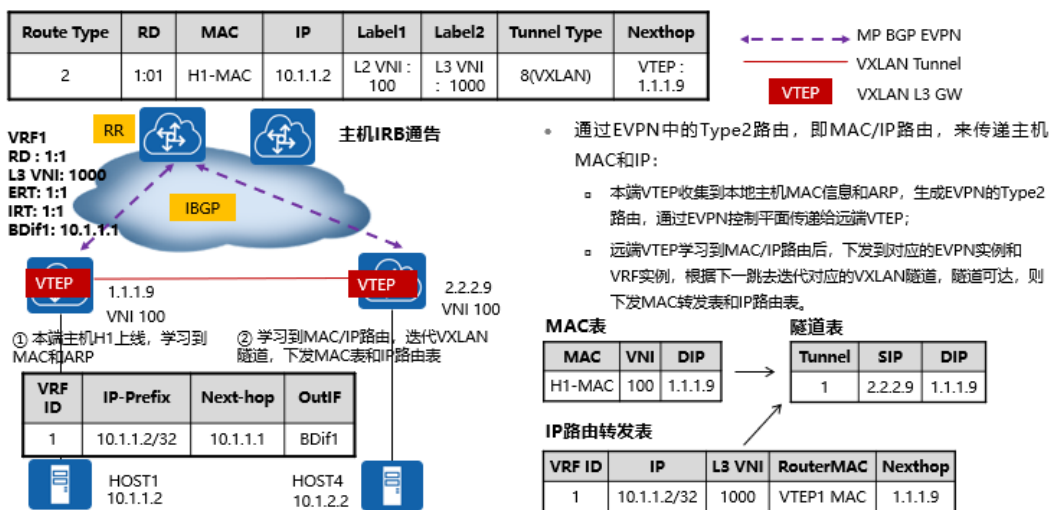 Route Type RD MAC IP Label1 Label2 Tunnel Type Nexthop
2 1:01 H1-MAC 10.1.1.2 L2 VNI : 100 L3 VNI : 1000 8(VXLAN) VTEP : 1.1.1.9
MP BGP EVPN
VXLAN Tunnel
VTEP VXLAN L3 GW
RR
主机IRB通告
VRF1
RD : 1:1
L3 VNI: 1000
ERT: 1:1
IRT: 1:1
BDif1: 10.1.1.1
IBGP
VTEP
1.1.1.9
VNI 100
VTEP
2.2.2.9
VNI 100
① 本端主机H1上线，学习到
MAC和ARP
② 学习到MAC/IP路由，迭代VXLAN
隧道，下发MAC表和IP路由表
VRF ID IP-Prefix Next-hop OutIF
1 10.1.1.2/32 10.1.1.1 BDif1
HOST1
10.1.1.2
HOST4
10.1.2.2
• 通过EVPN中的Type2路由，即MAC/IP路由，来传递主机
MAC和IP：
▫ 本端VTEP收集到本地主机MAC信息和ARP，生成EVPN的Type2
路由，通过EVPN控制平面传递给远端VTEP；
▫ 远端VTEP学习到MAC/IP路由后，下发到对应的EVPN实例和
VRF实例，根据下一跳去迭代对应的VXLAN隧道，隧道可达，则
下发MAC转发表和IP路由表。
MAC表
MAC VNI DIP
H1-MAC 100 1.1.1.9
隧道表
Tunnel SIP DIP
1 2.2.2.9 1.1.1.9
IP路由转发表
VRF ID IP L3 VNI RouterMAC Nexthop
1 10.1.1.2/32 1000 VTEP1 MAC 1.1.1.9